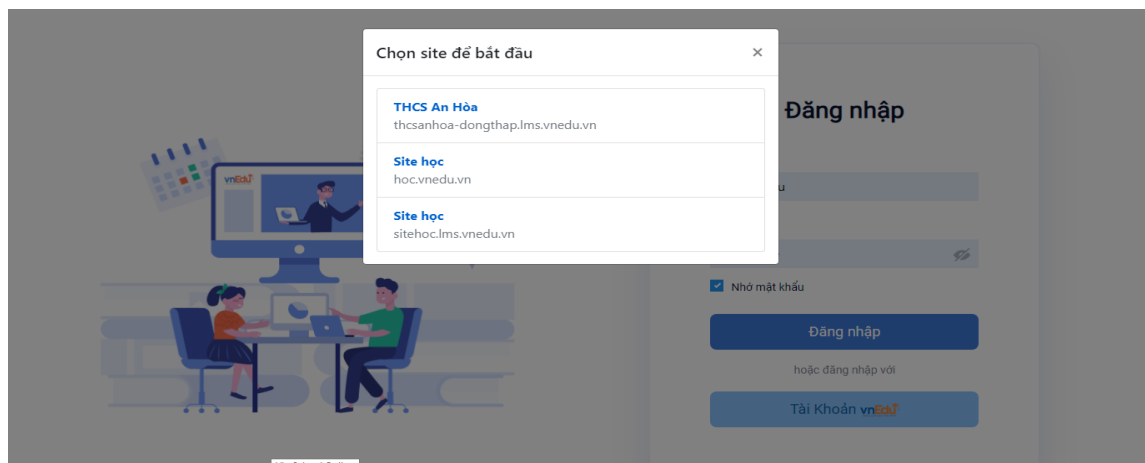 Chọn site để bắt đầu
×
THCS An Hòa
thcsanhoa-dongthap.lms.vnedu.vn
Site học
hoc.vnedu.vn
Site học
sitehoc.lms.vnedu.vn
vnEdu
Đăng nhập
u
Nhớ mật khẩu
Đăng nhập
hoặc đăng nhập với
Tài Khoản vnEdu